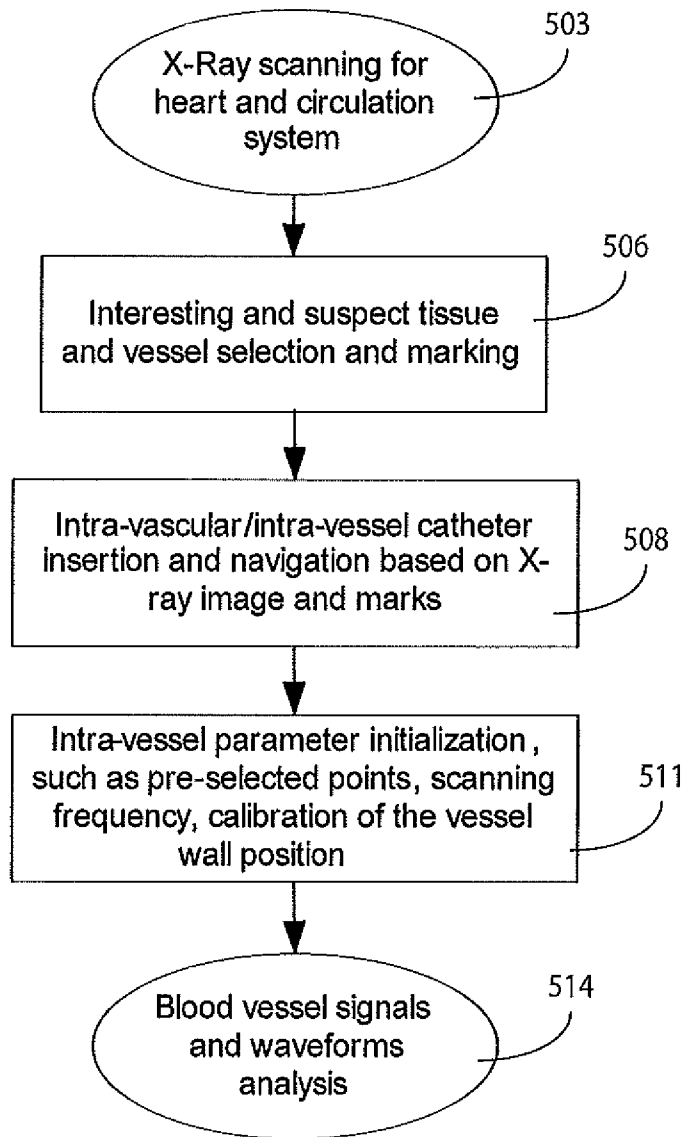 503
X-Ray scanning for
heart and circulation
system
506
Interesting and suspect tissue
and vessel selection and marking
Intra-vascular/intra-vessel catheter
insertion and navigation based on X-
ray image and marks
508
Intra-vessel parameter initialization,
such as pre-selected points, scanning
frequency, calibration of the vessel
wall position
511
514
Blood vessel signals
and waveforms
analysis